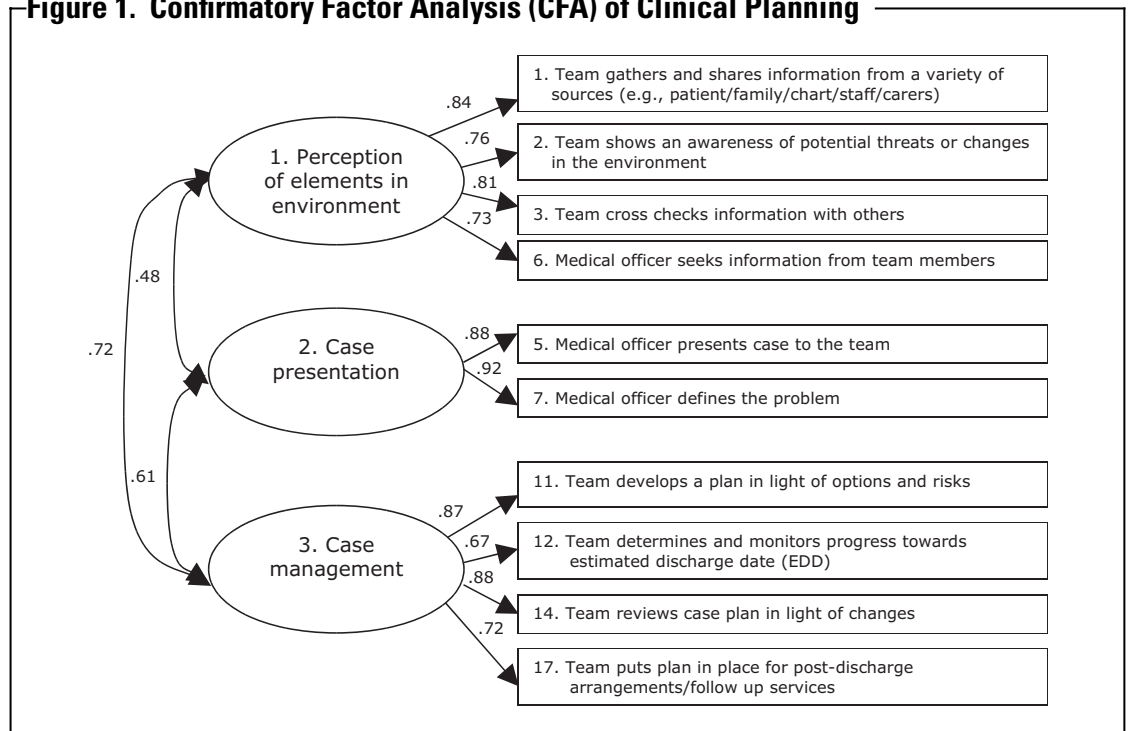 Figure 1. Confirmatory Factor Analysis (CFA) of Clinical Planning
1. Perception
of elements in
environment
.84
1. Team gathers and shares information from a variety of
sources (e.g., patient/family/chart/staff/carers)
.76
2. Team shows an awareness of potential threats or changes
in the environment
.81
3. Team cross checks information with others
.73
6. Medical officer seeks information from team members
.48
.72
2. Case
presentation
.88
5. Medical officer presents case to the team
.92
7. Medical officer defines the problem
.61
3. Case
management
.87
11. Team develops a plan in light of options and risks
.67
12. Team determines and monitors progress towards
estimated discharge date (EDD)
.88
14. Team reviews case plan in light of changes
.72
17. Team puts plan in place for post-discharge
arrangements/follow up services